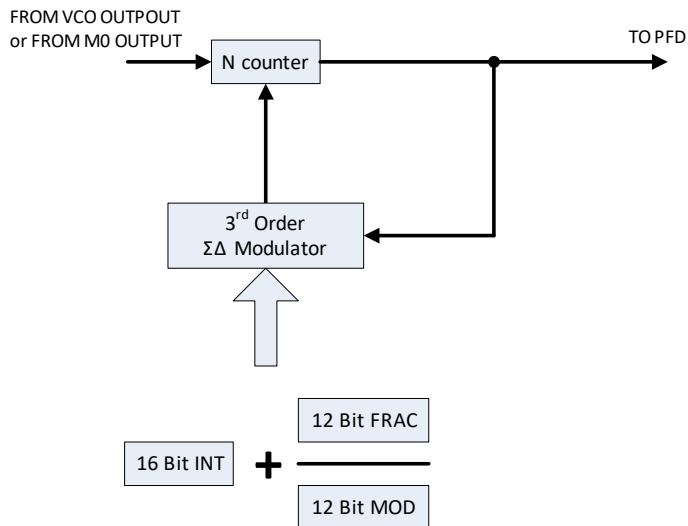 FROM VCO OUTPOUT
or FROM M0 OUTPUT
TO PFD
N counter
3rd Order
ΣΔ Modulator
12 Bit FRAC
16 Bit INT
+
12 Bit MOD